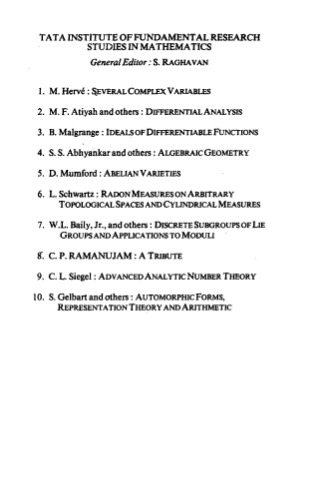 TATA INSTITUTE OF FUNDAMENTAL RESEARCH
STUDIES IN MATHEMATICS
General Editor : S. RAGHAVAN
1. M. Hervé : SEVERAL COMPLEX VARIABLES
2. M. F. Atiyah and others : DIFFERENTIAL ANALYSIS
3. B. Malgrange : IDEALS OF DIFFERENTIABLE FUNCTIONS
4. S. S. Abhyankar and others : ALGEBRAIC GEOMETRY
5. D. Mumford : ABELIAN VARIETIES
6. L. Schwartz : RADON MEASURES ON ARBITRARY
TOPOLOGICAL SPACES AND CYLINDRICAL MEASURES
7. W.L. Baily, Jr., and others : DISCRETE SUBGROUPS OF LIE
GROUPS AND APPLICATIONS TO MODULI
8. C. P. RAMANUJAM : A TRIBUTE
9. C. L. Siegel : ADVANCED ANALYTIC NUMBER THEORY
10. S. Gelbart and others : AUTOMORPHIC FORMS,
REPRESENTATION THEORY AND ARITHMETIC